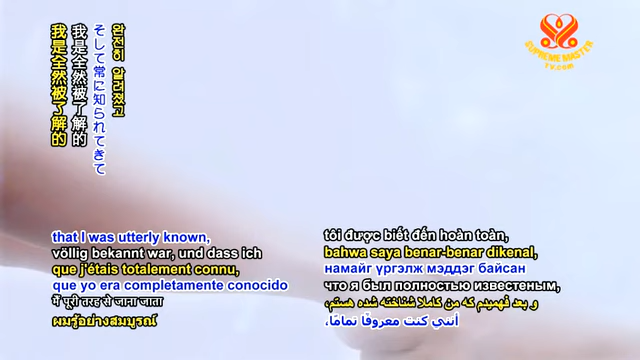 我是全然被了解的
我是全然被了解的
そして常に知られてきて
완전히 알려졌고
SUPREME MASTER
TV.com
that I was utterly known,
völlig bekannt war, und dass ich
que j'étais totalement connu,
que yo era completamente conocido
मैं पूरी तरह से जाना जाता
ผมรู้อย่างสมบูรณ์
tôi được biết đến hoàn toàn,
bahwa saya benar-benar dikenal,
намайг үргэлж мэддэг байсан
что я был полностью известеным,
و بعد فهمیدم که من کاملا شناخته شده هستم،
أنني كنت معروفًا تمامًا،